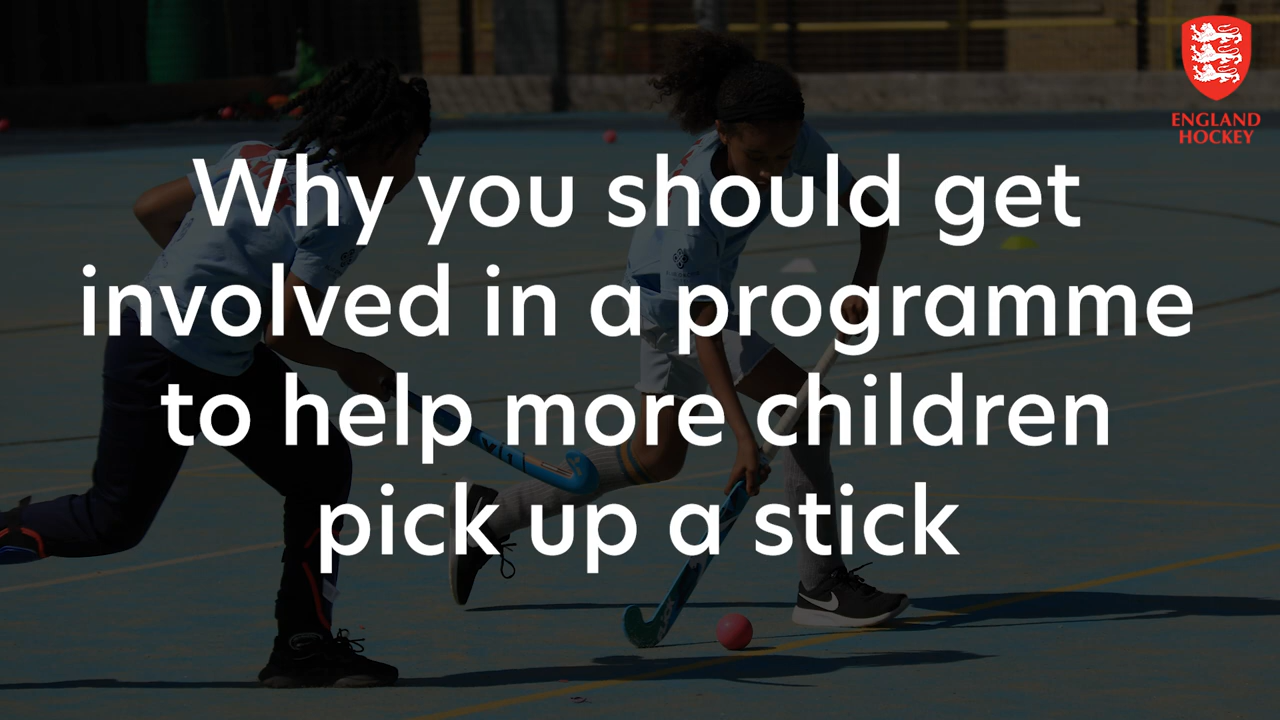 ENGLAND
HOCKEY
Why you should get
involved in a programme
to help more children
pick up a stick